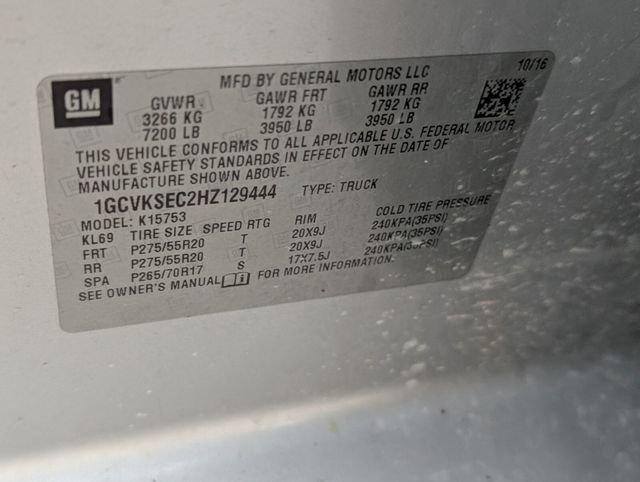 GM
MFD BY GENERAL MOTORS LLC
10/16
GVWR GAWR FRT GAWR RR
3266 KG 1792 KG 1792 KG
7200 LB 3950 LB 3950 LB
THIS VEHICLE CONFORMS TO ALL APPLICABLE U.S. FEDERAL MOTOR
VEHICLE SAFETY STANDARDS IN EFFECT ON THE DATE OF
MANUFACTURE SHOWN ABOVE.
1GCVKSEC2HZ129444 TYPE: TRUCK
MODEL: K15753
KL69 TIRE SIZE SPEED RTG RIM COLD TIRE PRESSURE
FRT P275/55R20 T 20X9J 240KPA(35PSI)
RR P275/55R20 T 20X9J 240KPA(35PSI)
SPA P265/70R17 S 17X7.5J 240KPA(35PSI)
SEE OWNER'S MANUAL FOR MORE INFORMATION.